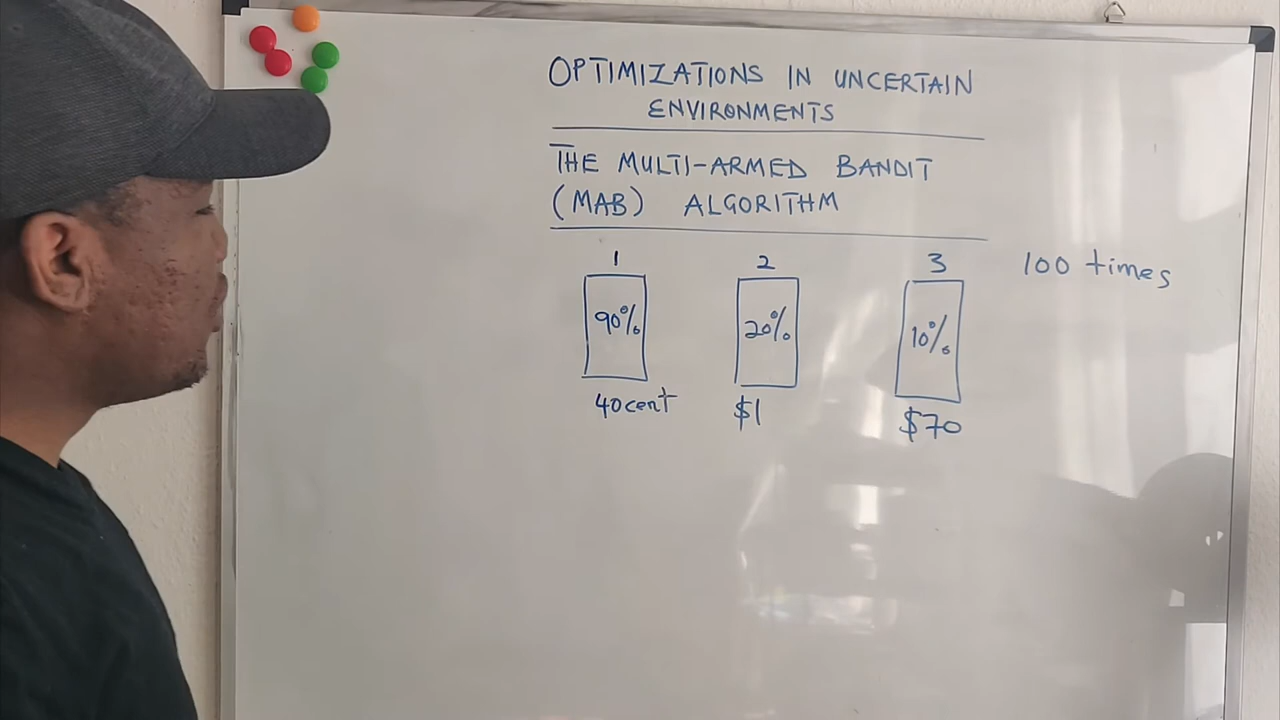 OPTIMIZATIONS IN UNCERTAIN
ENVIRONMENTS
THE MULTI-ARMED BANDIT
(MAB) ALGORITHM
1 2 3 100 times
90% 20% 10%
40cent $1 $70